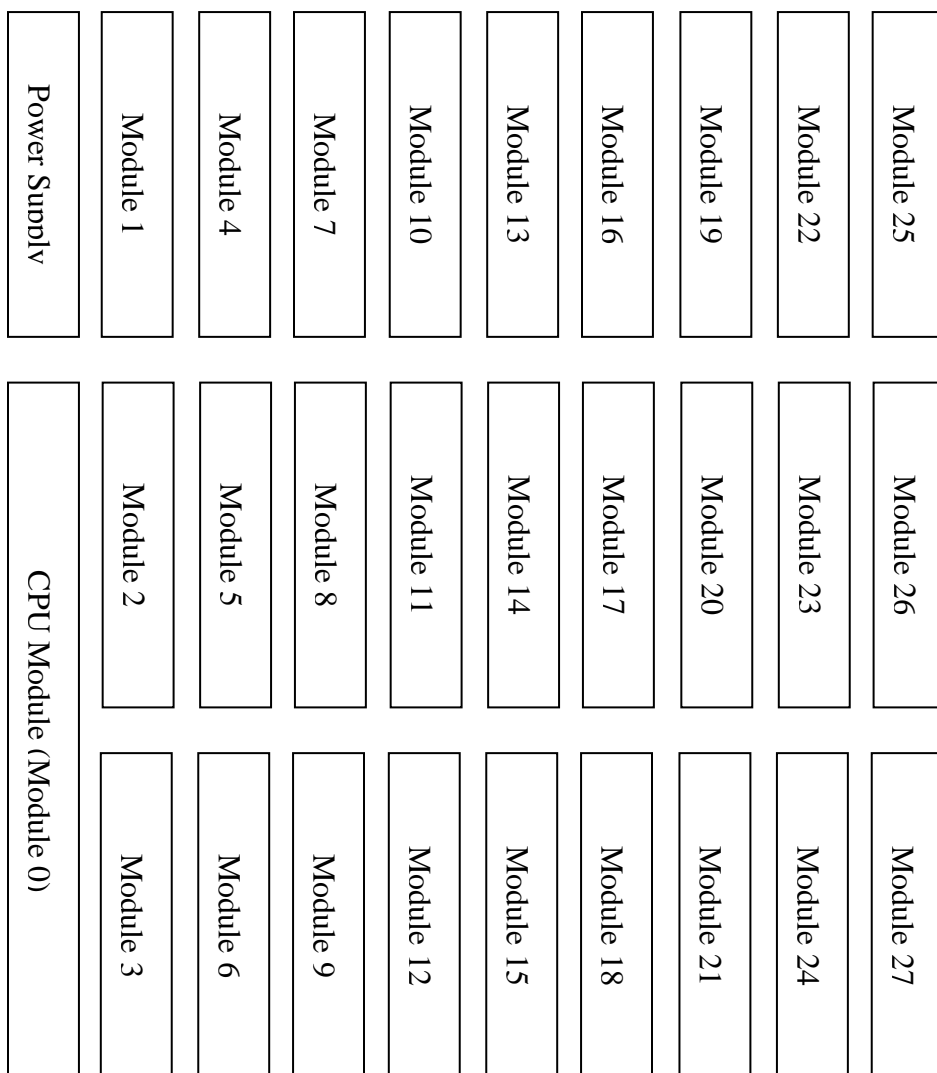 Power Supply
Module 1
Module 4
Module 7
Module 10
Module 13
Module 16
Module 19
Module 22
Module 25
CPU Module (Module 0)
Module 2
Module 5
Module 8
Module 11
Module 14
Module 17
Module 20
Module 23
Module 26
Module 3
Module 6
Module 9
Module 12
Module 15
Module 18
Module 21
Module 24
Module 27